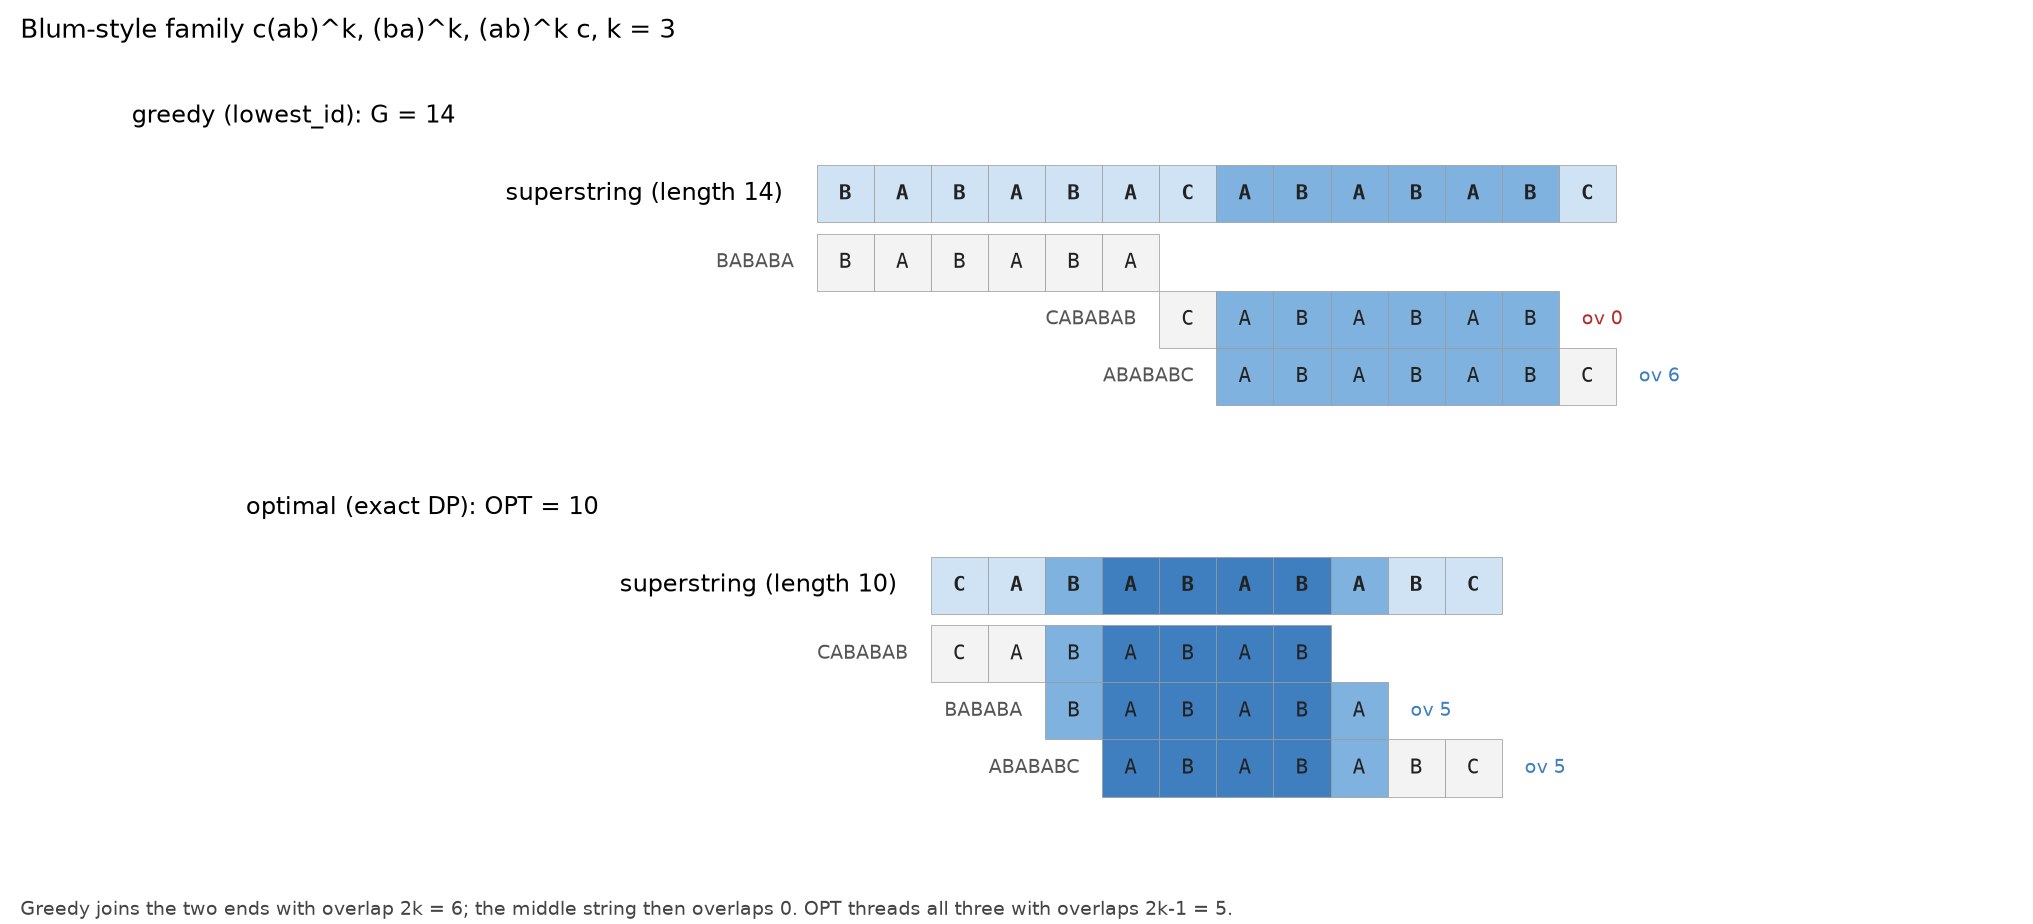 Blum-style family c(ab)^k, (ba)^k, (ab)^k c, k = 3
greedy (lowest_id): G = 14
superstring (length 14) B A B A B A C A B A B A B C
BABABA B A B A B A
CABABAB C A B A B A B ov 0
ABABABC A B A B A B C ov 6
optimal (exact DP): OPT = 10
superstring (length 10) C A B A B A B A B C
CABABAB C A B A B A B
BABABA B A B A B A ov 5
ABABABC A B A B A B C ov 5
Greedy joins the two ends with overlap 2k = 6; the middle string then overlaps 0. OPT threads all three with overlaps 2k-1 = 5.